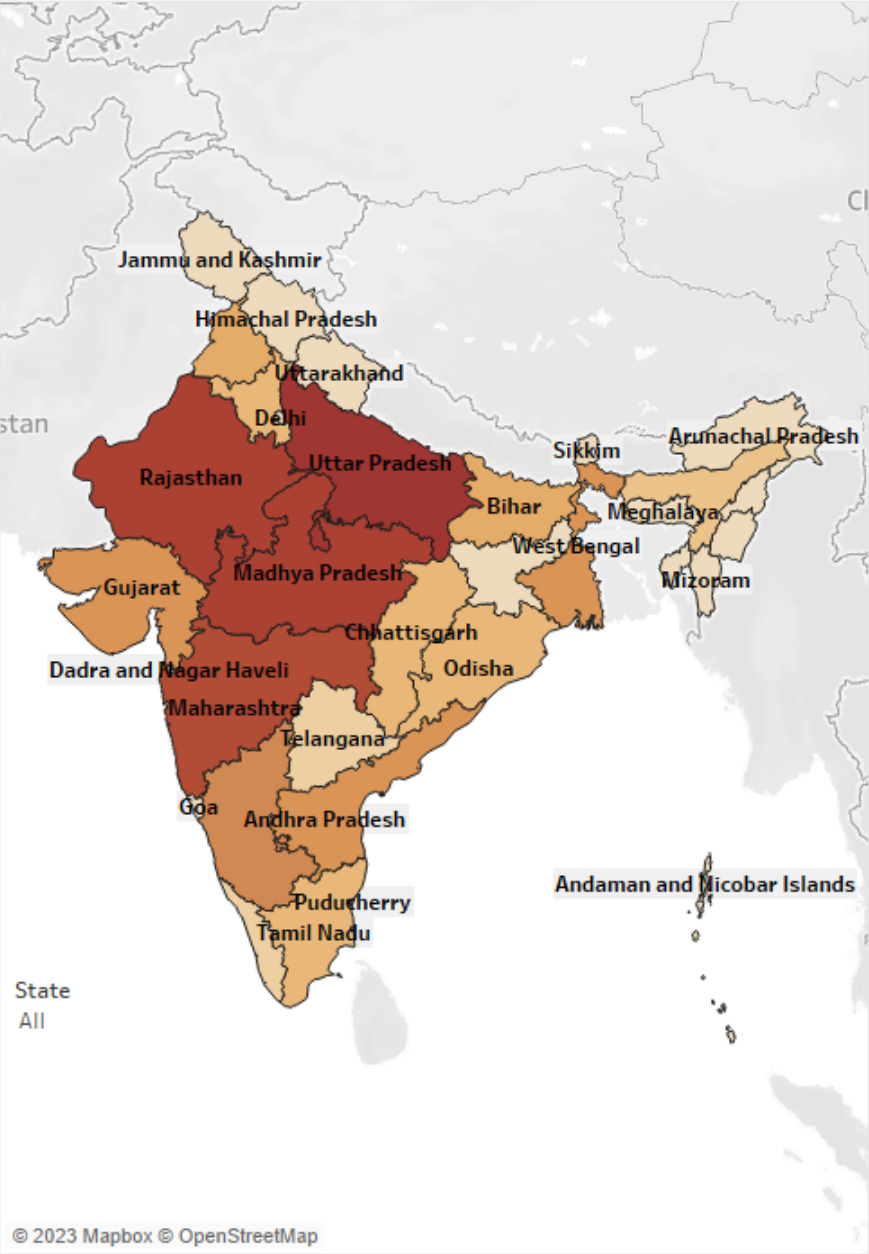 Cl
Jammu and Kashmir
Himachal Pradesh
Uttarakhand
stan
Delhi
Arunachal Pradesh
Sikkim
Uttar Pradesh
Rajasthan
Bihar
Meghalaya
West Bengal
Madhya Pradesh
Mizoram
Gujarat
Chhattisgarh
Odisha
Dadra and Nagar Haveli
Maharashtra
Telangana
Goa
Andhra Pradesh
Andaman and Nicobar Islands
Puducherry
Tamil Nadu
State
All
© 2023 Mapbox © OpenStreetMap